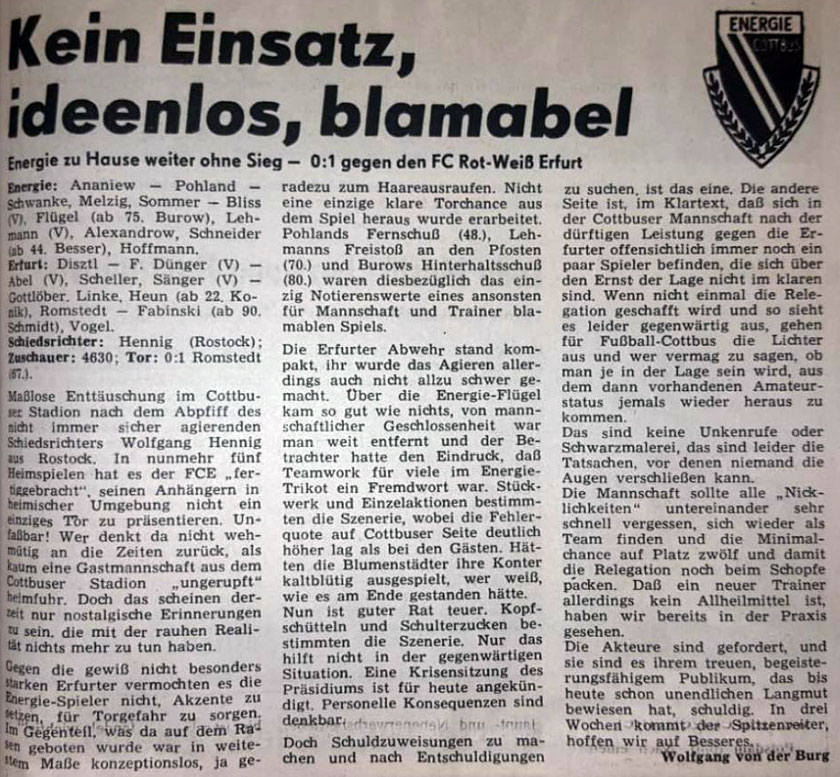 Kein Einsatz,
ideenlos, blamabel
ENERGIE
COTTBUS
Energie zu Hause weiter ohne Sieg — 0:1 gegen den FC Rot-Weiß Erfurt
Energie: Ananiew — Pohland —
Schwanke, Melzig, Sommer — Bliss
(V), Flügel (ab 75. Burow), Leh-
mann (V), Alexandrow, Schneider
(ab 44. Besser), Hoffmann.
Erfurt: Disztl — F. Dünger (V) —
Abel (V), Scheller, Sänger (V) —
Gottlöber, Linke, Heun (ab 22. Ko-
nik), Romstedt — Fabinski (ab 90.
Schmidt), Vogel.
Schiedsrichter: Hennig (Rostock);
Zuschauer: 4630; Tor: 0:1 Romstedt
(67.).
Maßlose Enttäuschung im Cottbu-
ser Stadion nach dem Abpfiff des
nicht immer sicher agierenden
Schiedsrichters Wolfgang Hennig
aus Rostock. In nunmehr fünf
Heimspielen hat es der FCE „fer-
tiggebracht“, seinen Anhängern in
heimischer Umgebung nicht ein
einziges Tor zu präsentieren. Un-
faßbar! Wer denkt da nicht weh-
mütig an die Zeiten zurück, als
kaum eine Gastmannschaft aus dem
Cottbuser Stadion „ungerupft“
heimfuhr. Doch das scheinen der-
zeit nur nostalgische Erinnerungen
zu sein, die mit der rauhen Reali-
tät nichts mehr zu tun haben.
Gegen die gewiß nicht besonders
starken Erfurter vermochten es die
Energie-Spieler nicht, Akzente zu
setzen, für Torgefahr zu sorgen.
Im Gegenteil, was da auf dem Ra-
sen geboten wurde war in weite-
stem Maße konzeptionslos, ja ge-
radezu zum Haareausraufen. Nicht
eine einzige klare Torchance aus
dem Spiel heraus wurde erarbeitet.
Pohlands Fernschuß (48.), Leh-
manns Freistoß an den Pfosten
(70.) und Burows Hinterhaltsschuß
(80.) waren diesbezüglich das ein-
zig Notierenswerte eines ansonsten
für Mannschaft und Trainer bla-
mablen Spiels.
Die Erfurter Abwehr stand kom-
pakt, ihr wurde das Agieren aller-
dings auch nicht allzu schwer ge-
macht. Über die Energie-Flügel
kam so gut wie nichts, von mann-
schaftlicher Geschlossenheit war
man weit entfernt und der Be-
trachter hatte den Eindruck, daß
Teamwork für viele im Energie-
Trikot ein Fremdwort war. Stück-
werk und Einzelaktionen bestimm-
ten die Szenerie, wobei die Fehler-
quote auf Cottbuser Seite deutlich
höher lag als bei den Gästen. Hät-
ten die Blumenstädter ihre Konter
kaltblütig ausgespielt, wer weiß,
wie es am Ende gestanden hätte.
Nun ist guter Rat teuer. Kopf-
schütteln und Schulterzucken be-
stimmten die Szenerie. Nur das
hilft nicht in der gegenwärtigen
Situation. Eine Krisensitzung des
Präsidiums ist für heute angekün-
digt. Personelle Konsequenzen sind
denkbar.
Doch Schuldzuweisungen zu ma-
chen und nach Entschuldigungen
zu suchen, ist das eine. Die andere
Seite ist, im Klartext, daß sich in
der Cottbuser Mannschaft nach der
dürftigen Leistung gegen die Er-
furter offensichtlich immer noch ein
paar Spieler befinden, die sich über
den Ernst der Lage nicht im klaren
sind. Wenn nicht einmal die Rele-
gation geschafft wird und so sieht
es leider gegenwärtig aus, gehen
für Fußball-Cottbus die Lichter
aus und wer vermag zu sagen, ob
man je in der Lage sein wird, aus
dem dann vorhandenen Amateur-
status jemals wieder heraus zu
kommen.
Das sind keine Unkenrufe oder
Schwarzmalerei, das sind leider die
Tatsachen, vor denen niemand die
Augen verschließen kann.
Die Mannschaft sollte alle „Nick-
lichkeiten“ untereinander sehr
schnell vergessen, sich wieder als
Team finden und die Minimal-
chance auf Platz zwölf und damit
die Relegation noch beim Schopfe
packen. Daß ein neuer Trainer
allerdings kein Allheilmittel ist,
haben wir bereits in der Praxis
gesehen.
Die Akteure sind gefordert, und
sie sind es ihrem treuen, begeiste-
rungsfähigem Publikum, das bis
heute schon unendlichen Langmut
bewiesen hat, schuldig. In drei
Wochen kommt der Spitzenreiter,
hoffen wir auf Besseres.
Wolfgang von der Burg